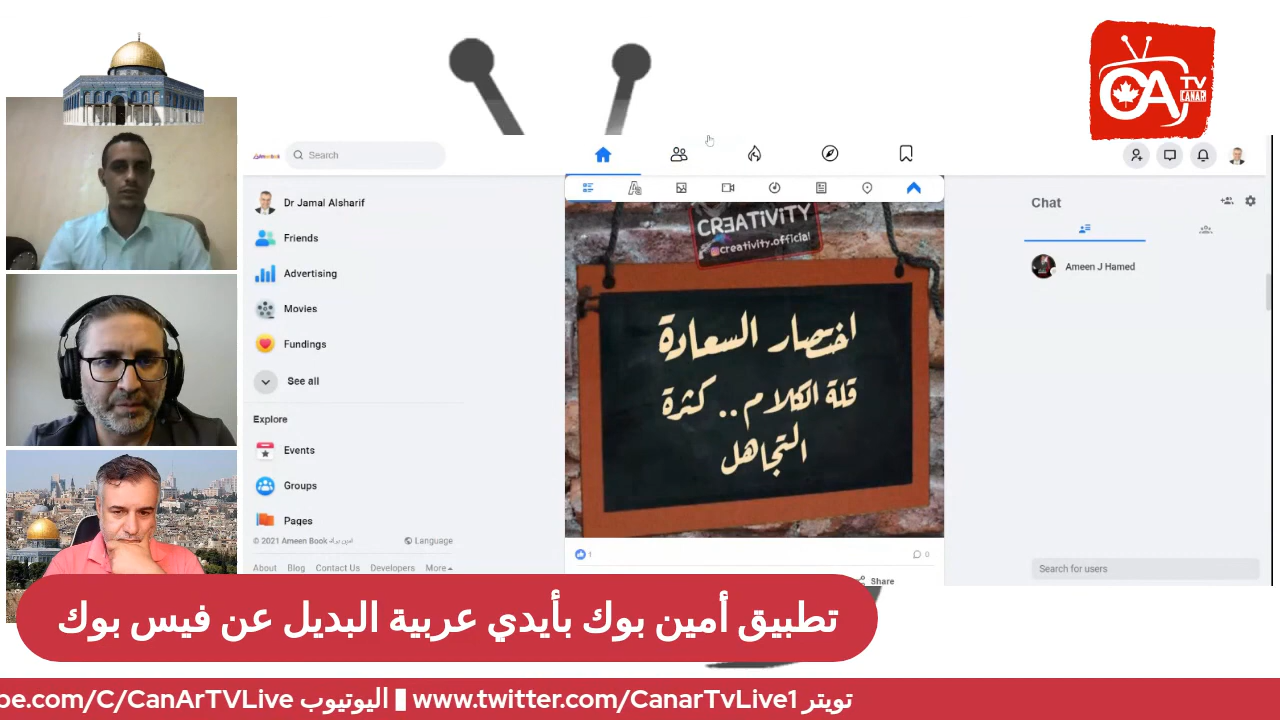 CA TV
CANAR
Search
Dr Jamal Alsharif
Friends
Advertising
Movies
Fundings
See all
Explore
Events
Groups
Pages
© 2021 Ameen Book أمين بوك
Language
About Blog Contact Us Developers More
CREATiViTY
creativity.official
اختصار السعادة
قلة الكلام .. كثرة
التجاهل
1
0
Share
Chat
Ameen J Hamed
Search for users
تطبيق أمين بوك بأيدي عربية البديل عن فيس بوك
تويتر www.twitter.com/CanarTvLive1 اليوتيوب be.com/C/CanArTVLive